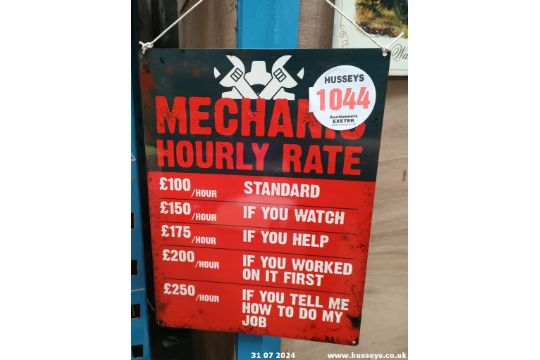 HUSSEYS
1044
Auctioneers
EXETER
MECHANIC
HOURLY RATE
£100/HOUR STANDARD
£150/HOUR IF YOU WATCH
£175/HOUR IF YOU HELP
£200/HOUR IF YOU WORKED
ON IT FIRST
£250/HOUR IF YOU TELL ME
HOW TO DO MY
JOB
31 07 2024 www.husseys.co.uk